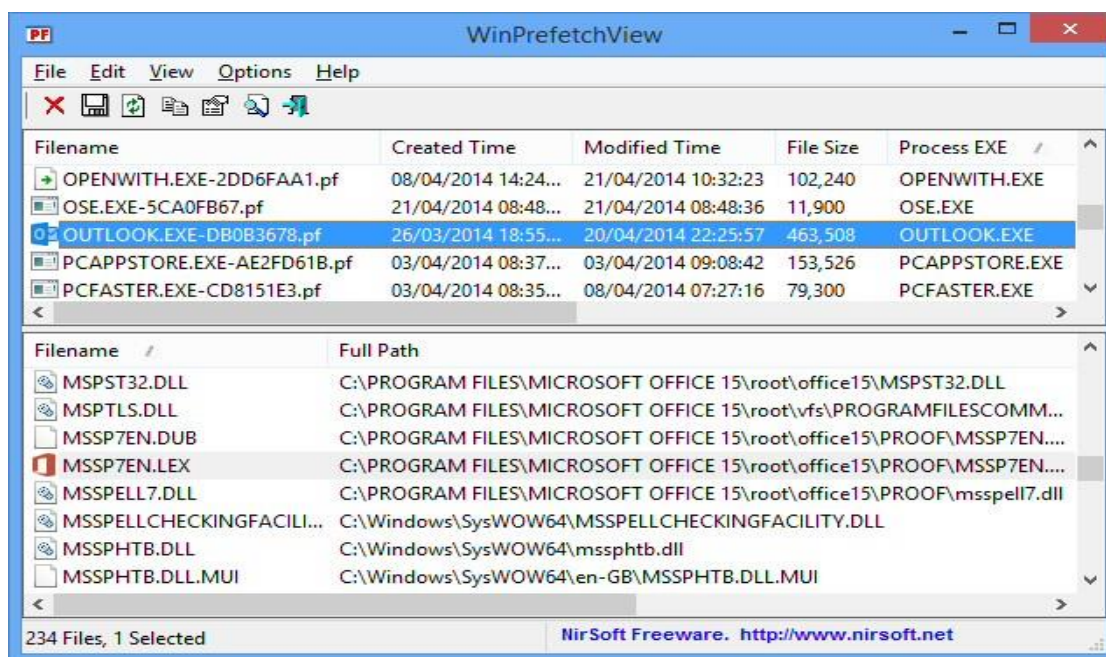 PF WinPrefetchView
File Edit View Options Help
Filename Created Time Modified Time File Size Process EXE
OPENWITH.EXE-2DD6FAA1.pf 08/04/2014 14:24... 21/04/2014 10:32:23 102,240 OPENWITH.EXE
OSE.EXE-5CA0FB67.pf 21/04/2014 08:48... 21/04/2014 08:48:36 11,900 OSE.EXE
OUTLOOK.EXE-DB0B3678.pf 26/03/2014 18:55... 20/04/2014 22:25:57 463,508 OUTLOOK.EXE
PCAPPSTORE.EXE-AE2FD61B.pf 03/04/2014 08:37... 03/04/2014 09:08:42 153,526 PCAPPSTORE.EXE
PCFASTER.EXE-CD8151E3.pf 03/04/2014 08:35... 08/04/2014 07:27:16 79,300 PCFASTER.EXE
Filename Full Path
MSPST32.DLL C:\PROGRAM FILES\MICROSOFT OFFICE 15\root\office15\MSPST32.DLL
MSPTLS.DLL C:\PROGRAM FILES\MICROSOFT OFFICE 15\root\vfs\PROGRAMFILESCOMM...
MSSP7EN.DUB C:\PROGRAM FILES\MICROSOFT OFFICE 15\root\office15\PROOF\MSSP7EN....
MSSP7EN.LEX C:\PROGRAM FILES\MICROSOFT OFFICE 15\root\office15\PROOF\MSSP7EN....
MSSPELL7.DLL C:\PROGRAM FILES\MICROSOFT OFFICE 15\root\office15\PROOF\msspell7.dll
MSSPELLCHECKINGFACILI... C:\Windows\SysWOW64\MSSPELLCHECKINGFACILITY.DLL
MSSPHTB.DLL C:\Windows\SysWOW64\mssphtb.dll
MSSPHTB.DLL.MUI C:\Windows\SysWOW64\en-GB\MSSPHTB.DLL.MUI
234 Files, 1 Selected NirSoft Freeware. http://www.nirsoft.net